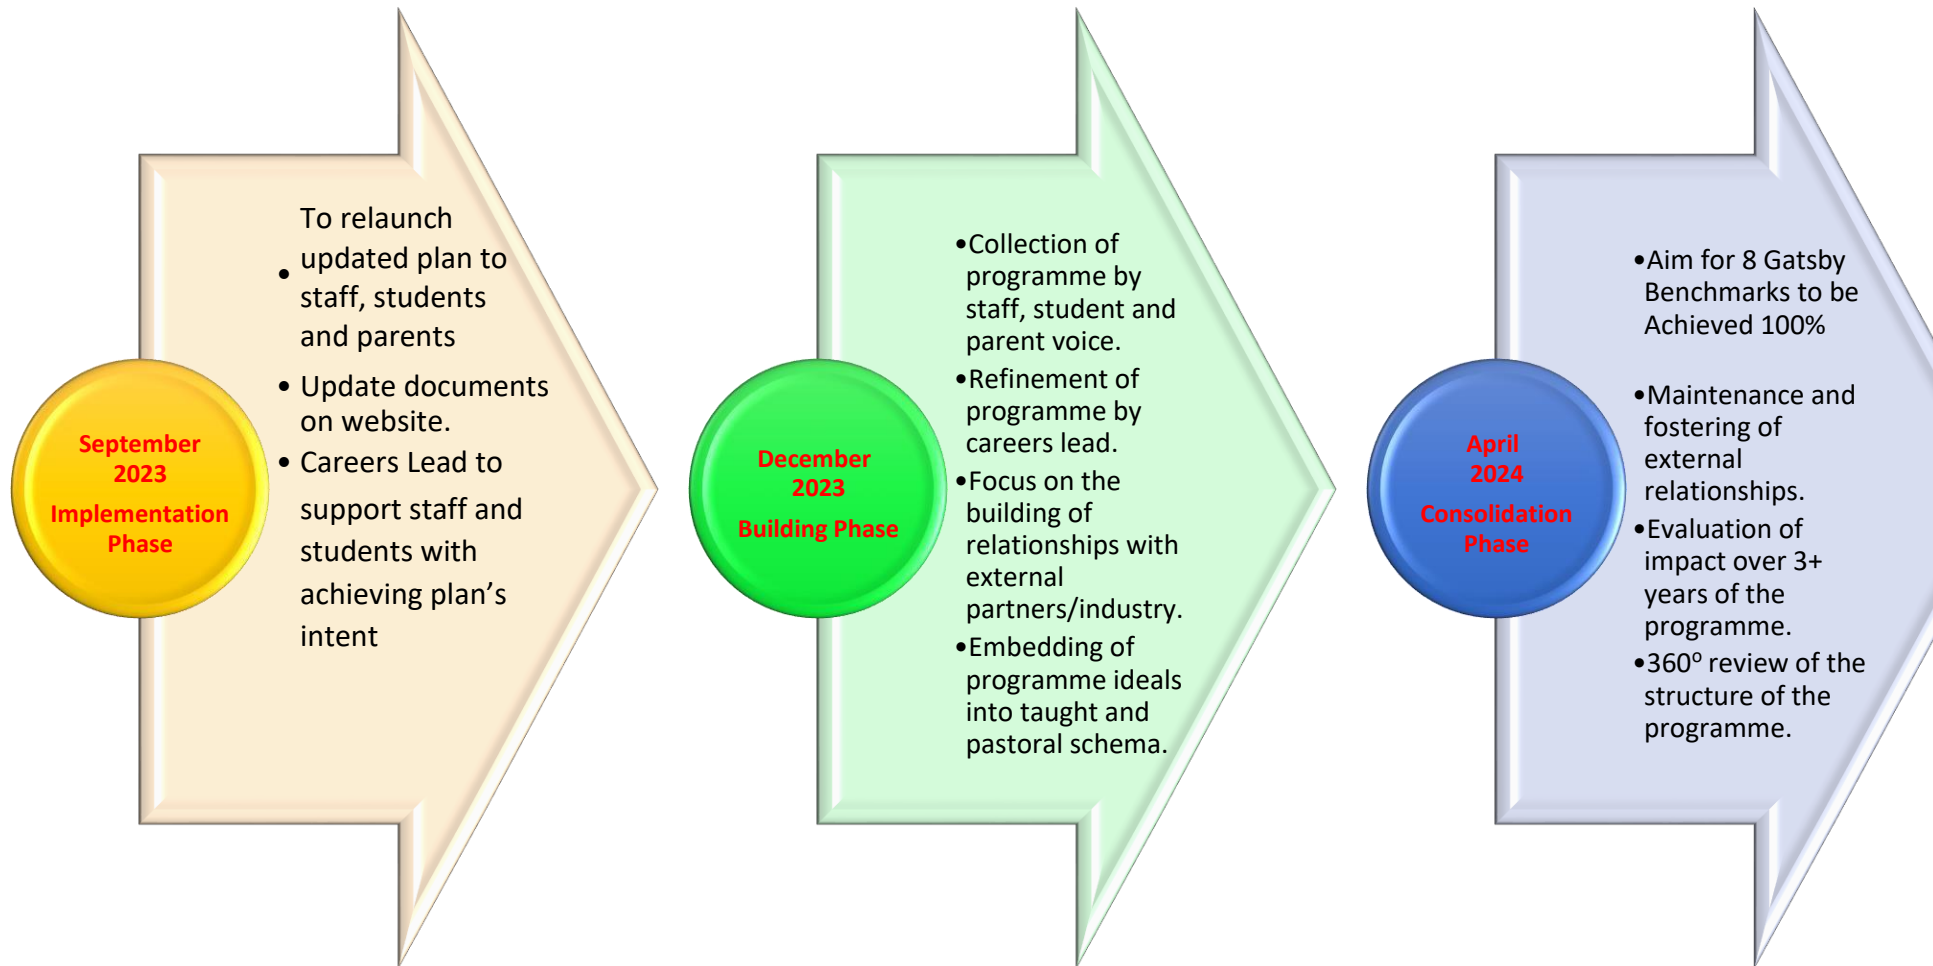 September
2023
Implementation
Phase
To relaunch
• updated plan to
staff, students
and parents
• Update documents
on website.
• Careers Lead to
support staff and
students with
achieving plan’s
intent
December
2023
Building Phase
•Collection of
programme by
staff, student and
parent voice.
•Refinement of
programme by
careers lead.
•Focus on the
building of
relationships with
external
partners/industry.
•Embedding of
programme ideals
into taught and
pastoral schema.
April
2024
Consolidation
Phase
•Aim for 8 Gatsby
Benchmarks to be
Achieved 100%
•Maintenance and
fostering of
external
relationships.
•Evaluation of
impact over 3+
years of the
programme.
•360º review of the
structure of the
programme.